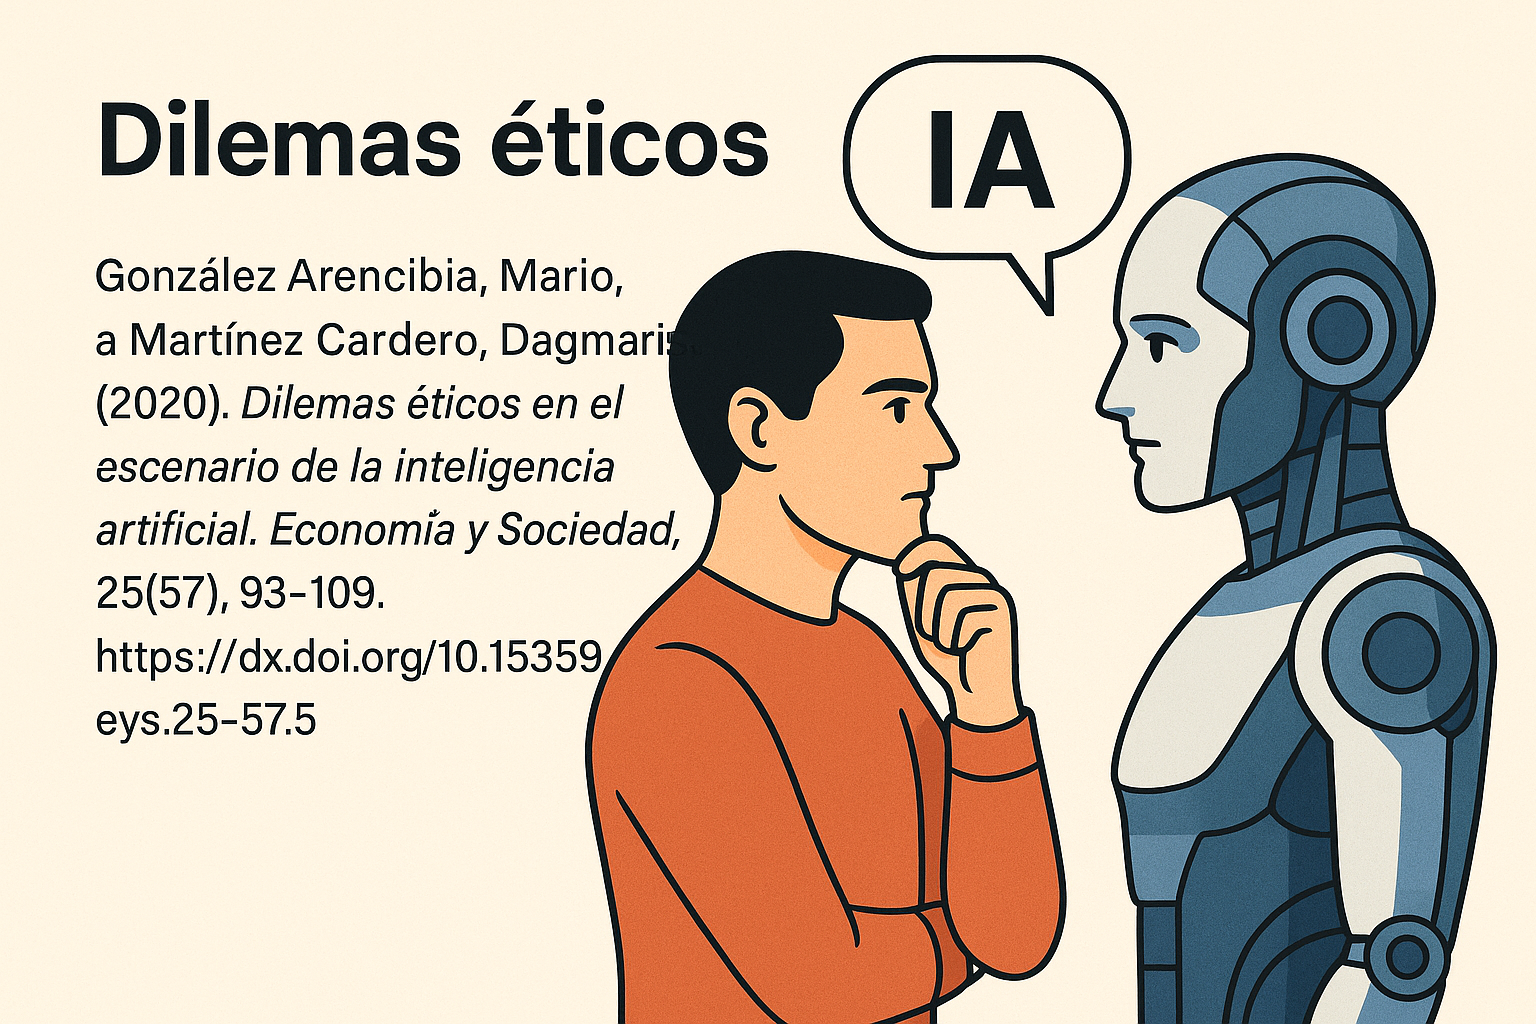 Dilemas éticos
IA
González Arencibia, Mario,
a Martínez Cardero, Dagmaris.
(2020). Dilemas éticos en el
escenario de la inteligencia
artificial. Economía y Sociedad,
25(57), 93–109.
https://dx.doi.org/10.15359
eys.25–57.5